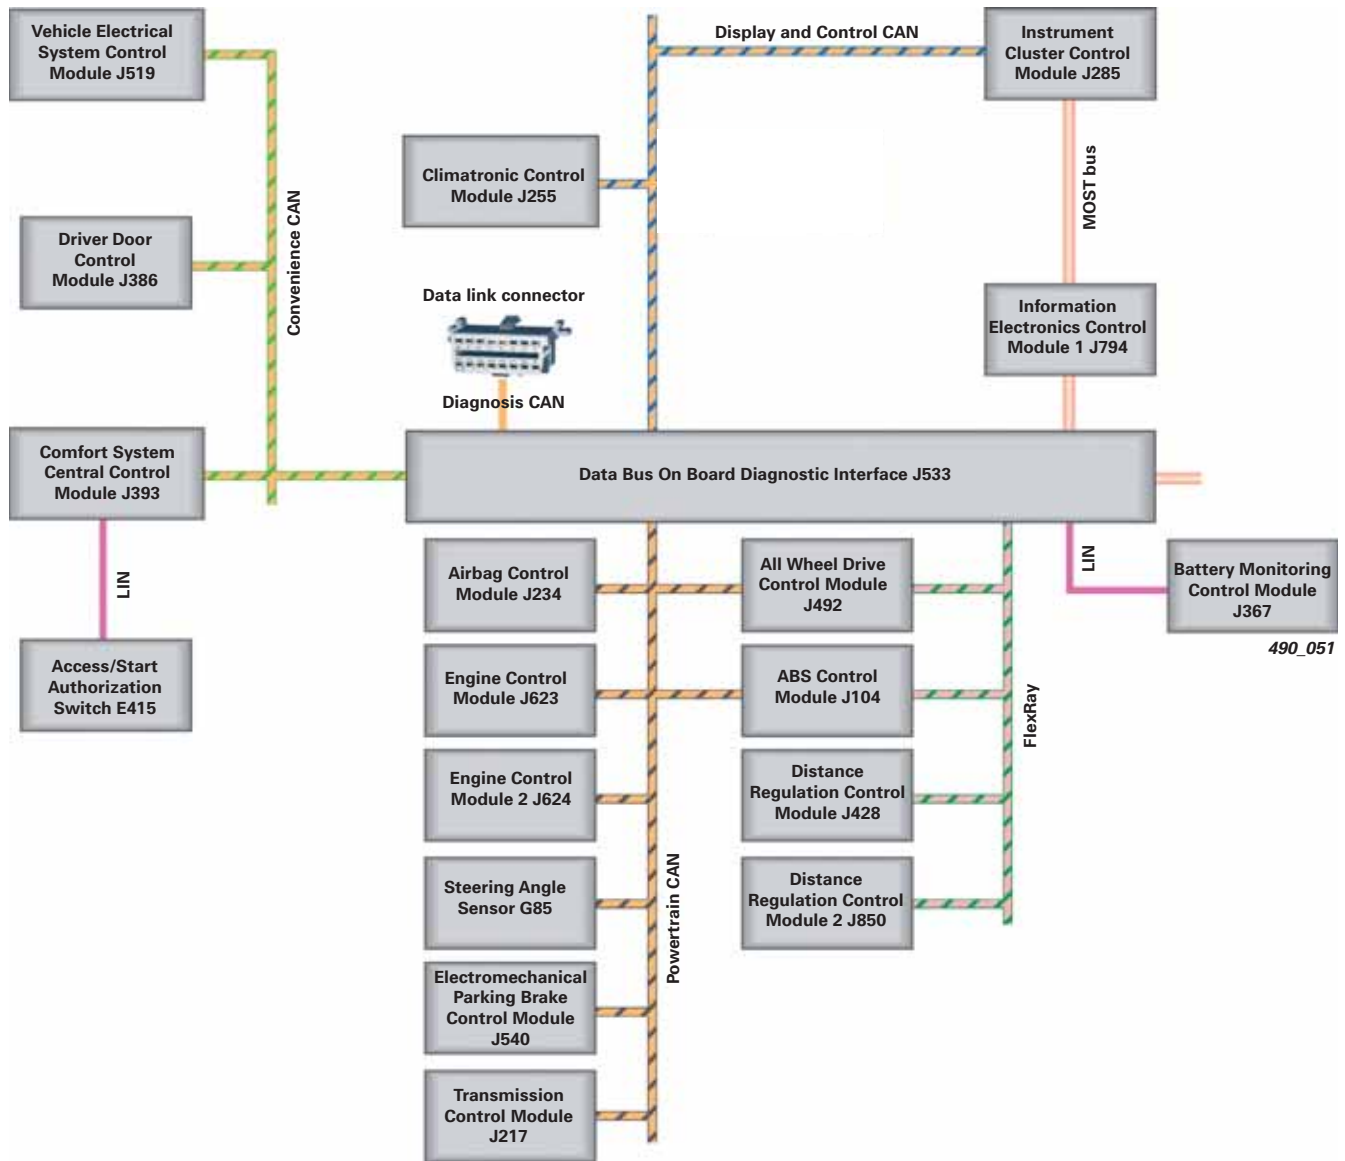 Vehicle Electrical
System Control
Module J519
Display and Control CAN
Instrument
Cluster Control
Module J285
Climatronic Control
Module J255
MOST bus
Driver Door
Control
Module J386
Convenience CAN
Data link connector
Information
Electronics Control
Module 1 J794
Diagnosis CAN
Comfort System
Central Control
Module J393
Data Bus On Board Diagnostic Interface J533
LIN
Access/Start
Authorization
Switch E415
Airbag Control
Module J234
All Wheel Drive
Control Module
J492
LIN
Battery Monitoring
Control Module
J367
490_051
Engine Control
Module J623
ABS Control
Module J104
FlexRay
Engine Control
Module 2 J624
Distance
Regulation Control
Module J428
Steering Angle
Sensor G85
Distance
Regulation Control
Module 2 J850
Powertrain CAN
Electromechanical
Parking Brake
Control Module
J540
Transmission
Control Module
J217